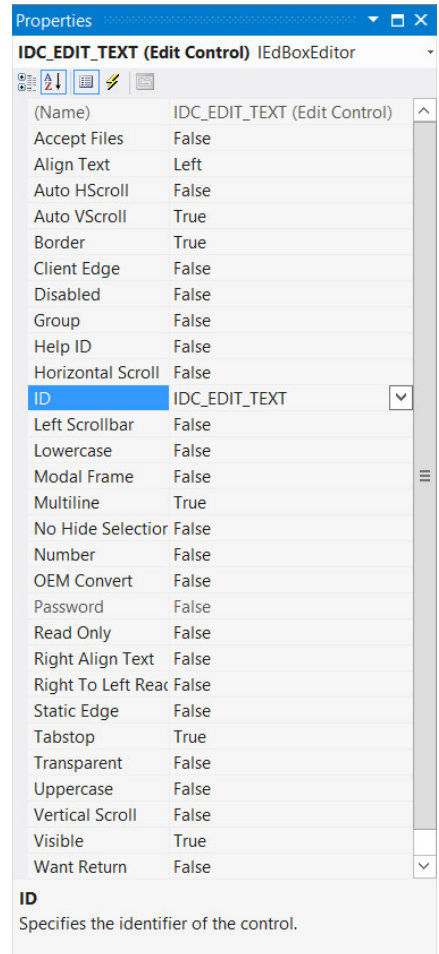 Properties
IDC_EDIT_TEXT (Edit Control) IEdBoxEditor
(Name) IDC_EDIT_TEXT (Edit Control)
Accept Files False
Align Text Left
Auto HScroll False
Auto VScroll True
Border True
Client Edge False
Disabled False
Group False
Help ID False
Horizontal Scroll False
ID IDC_EDIT_TEXT
Left Scrollbar False
Lowercase False
Modal Frame False
Multiline True
No Hide Selection False
Number False
OEM Convert False
Password False
Read Only False
Right Align Text False
Right To Left Reac False
Static Edge False
Tabstop True
Transparent False
Uppercase False
Vertical Scroll False
Visible True
Want Return False
ID
Specifies the identifier of the control.